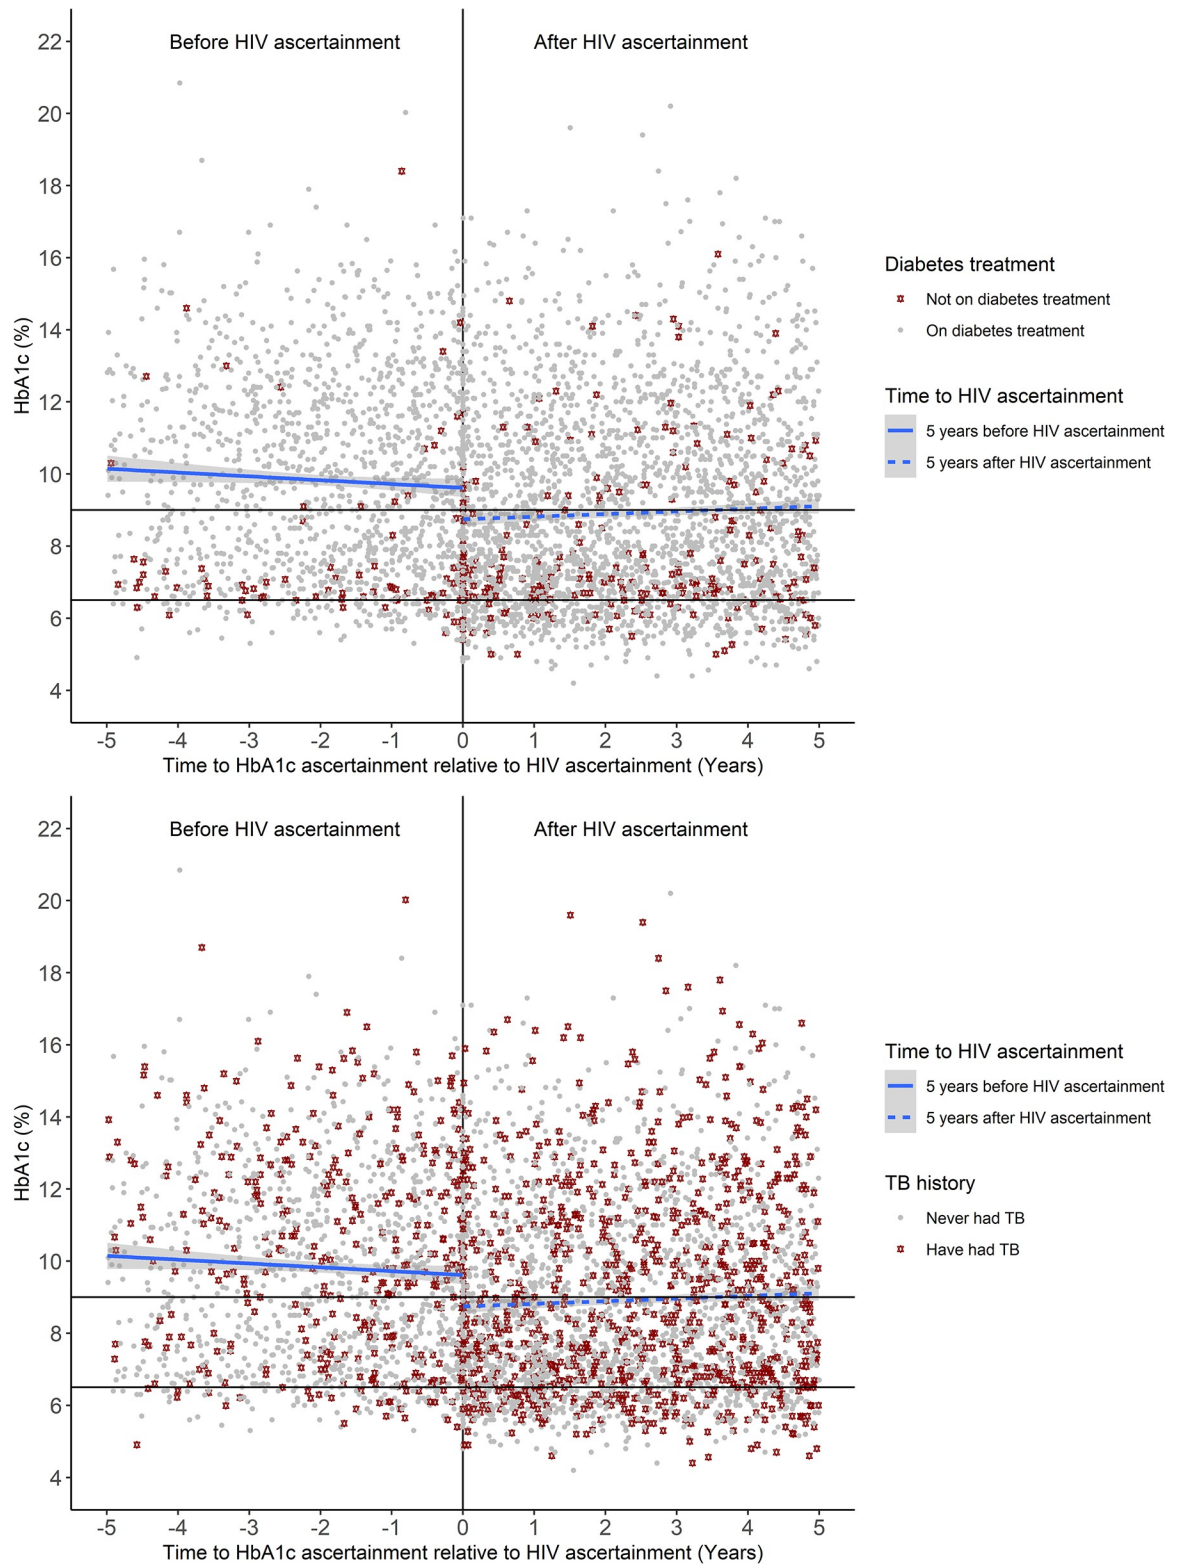 Before HIV ascertainment
After HIV ascertainment
22
20
18
16
14
12
10
8
6
4
HbA1c (%)
-5 -4 -3 -2 -1 0 1 2 3 4 5
Time to HbA1c ascertainment relative to HIV ascertainment (Years)
Diabetes treatment
Not on diabetes treatment
On diabetes treatment
Time to HIV ascertainment
5 years before HIV ascertainment
5 years after HIV ascertainment
Before HIV ascertainment
After HIV ascertainment
22
20
18
16
14
12
10
8
6
4
HbA1c (%)
-5 -4 -3 -2 -1 0 1 2 3 4 5
Time to HbA1c ascertainment relative to HIV ascertainment (Years)
Time to HIV ascertainment
5 years before HIV ascertainment
5 years after HIV ascertainment
TB history
Never had TB
Have had TB